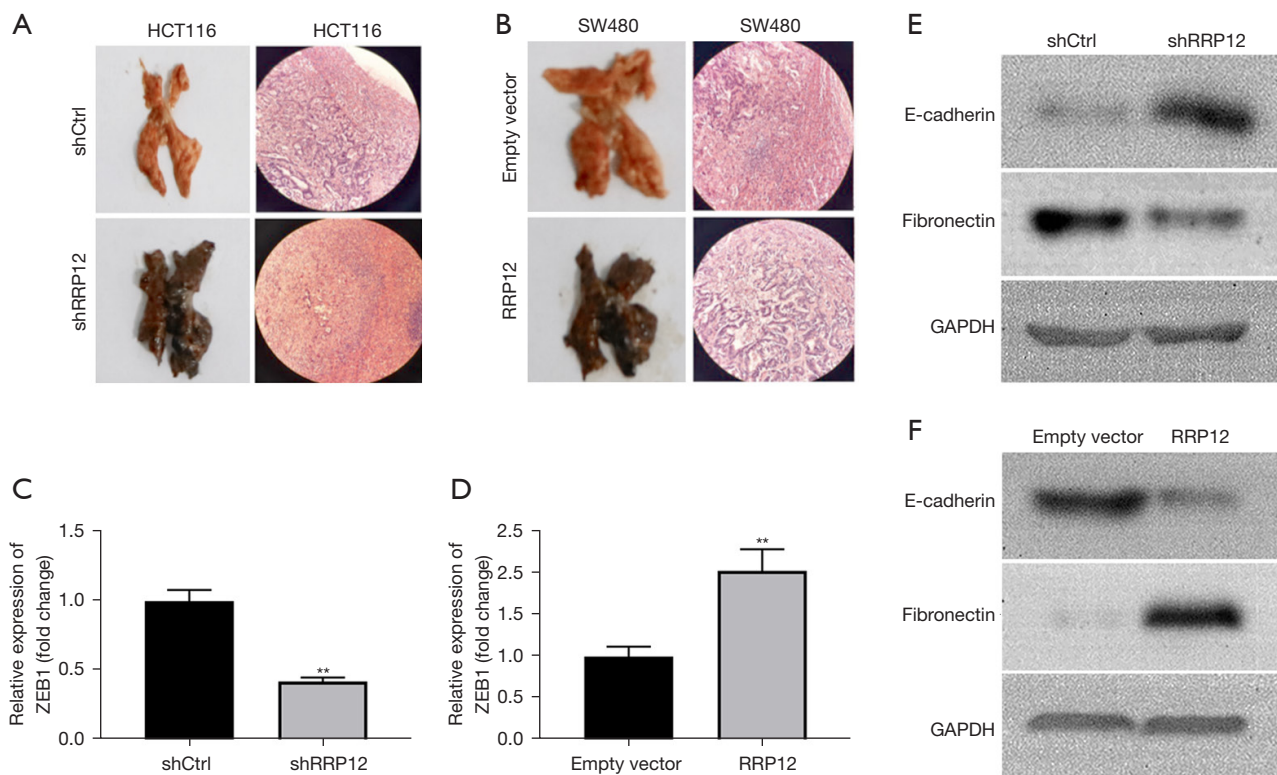 A
HCT116
HCT116
shCtrl
shRRP12
B
SW480
SW480
Empty vector
RRP12
C
Relative expression of
ZEB1 (fold change)
1.5
1.0
0.5
0.0
**
shCtrl
shRRP12
D
Relative expression of
ZEB1 (fold change)
2.5
2.5
1.0
0.5
0.0
**
Empty vector
RRP12
E
shCtrl
shRRP12
E-cadherin
Fibronectin
GAPDH
F
Empty vector
RRP12
E-cadherin
Fibronectin
GAPDH